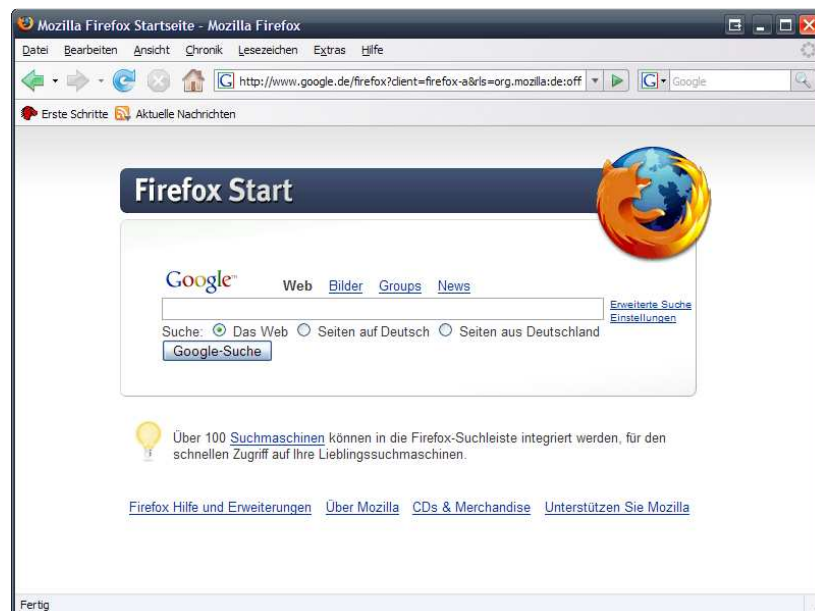 Mozilla Firefox Startseite - Mozilla Firefox
Datei Bearbeiten Ansicht Chronik Lesezeichen Extras Hilfe
G http://www.google.de/firefox?client=firefox-a&rls=org.mozilla:de:off G Google
Erste Schritte Aktuelle Nachrichten
Firefox Start
Google™ Web Bilder Groups News
Erweiterte Suche
Einstellungen
Suche: Das Web Seiten auf Deutsch Seiten aus Deutschland
Google-Suche
Über 100 Suchmaschinen können in die Firefox-Suchleiste integriert werden, für den
schnellen Zugriff auf Ihre Lieblingssuchmaschinen.
Firefox Hilfe und Erweiterungen Über Mozilla CDs & Merchandise Unterstützen Sie Mozilla
Fertig